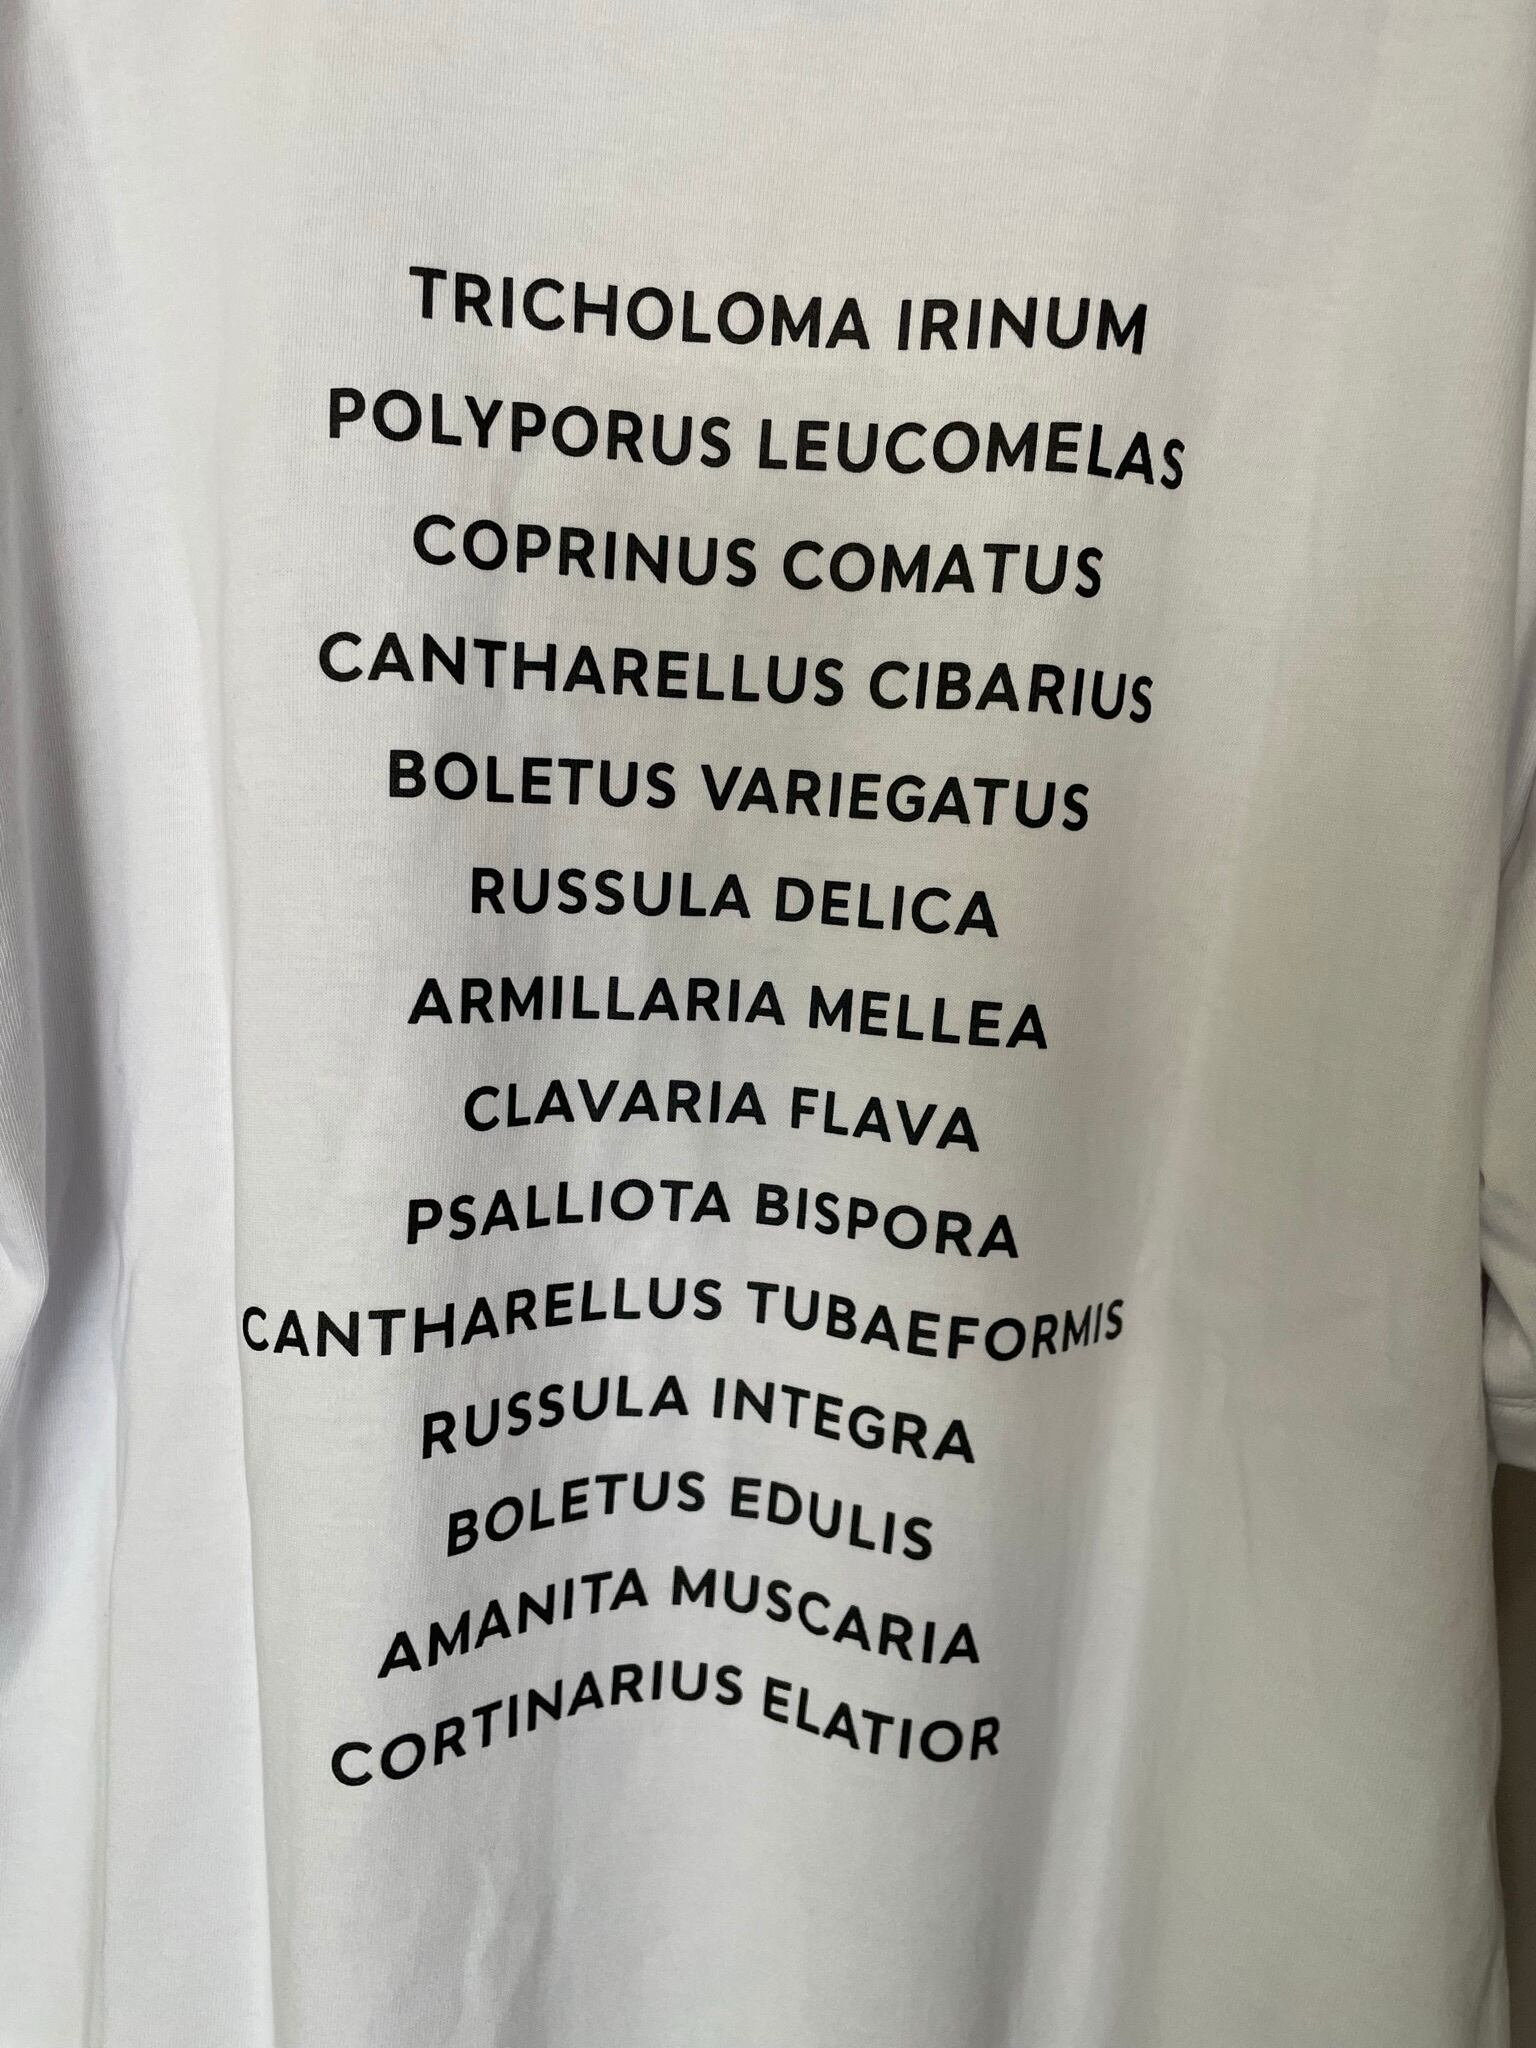 TRICHOLOMA IRINUM
POLYPORUS LEUCOMELAS
COPRINUS COMATUS
CANTHARELLUS CIBARIUS
BOLETUS VARIEGATUS
RUSSULA DELICA
ARMILLARIA MELLEA
CLAVARIA FLAVA
PSALLIOTA BISPORA
CANTHARELLUS TUBAEFORMIS
RUSSULA INTEGRA
BOLETUS EDULIS
AMANITA MUSCARIA
CORTINARIUS ELATIOR